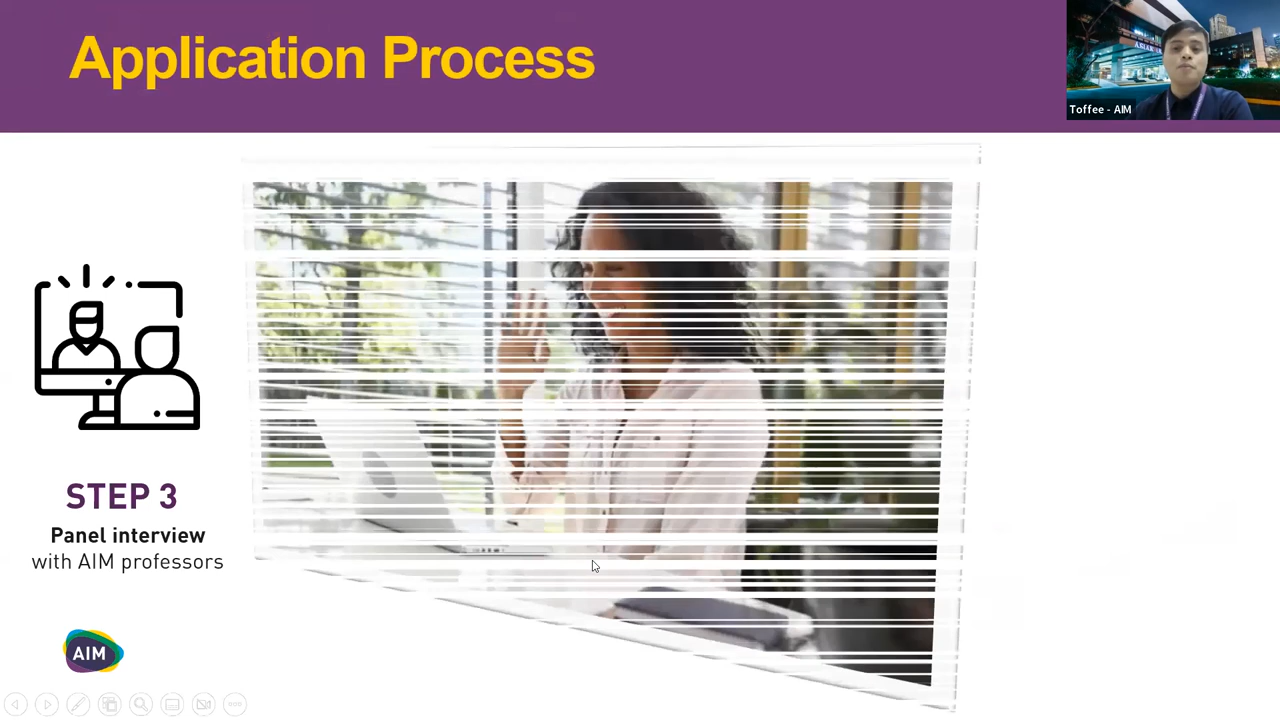 Application Process
Toffee - AIM
STEP 3
Panel interview
with AIM professors
AIM